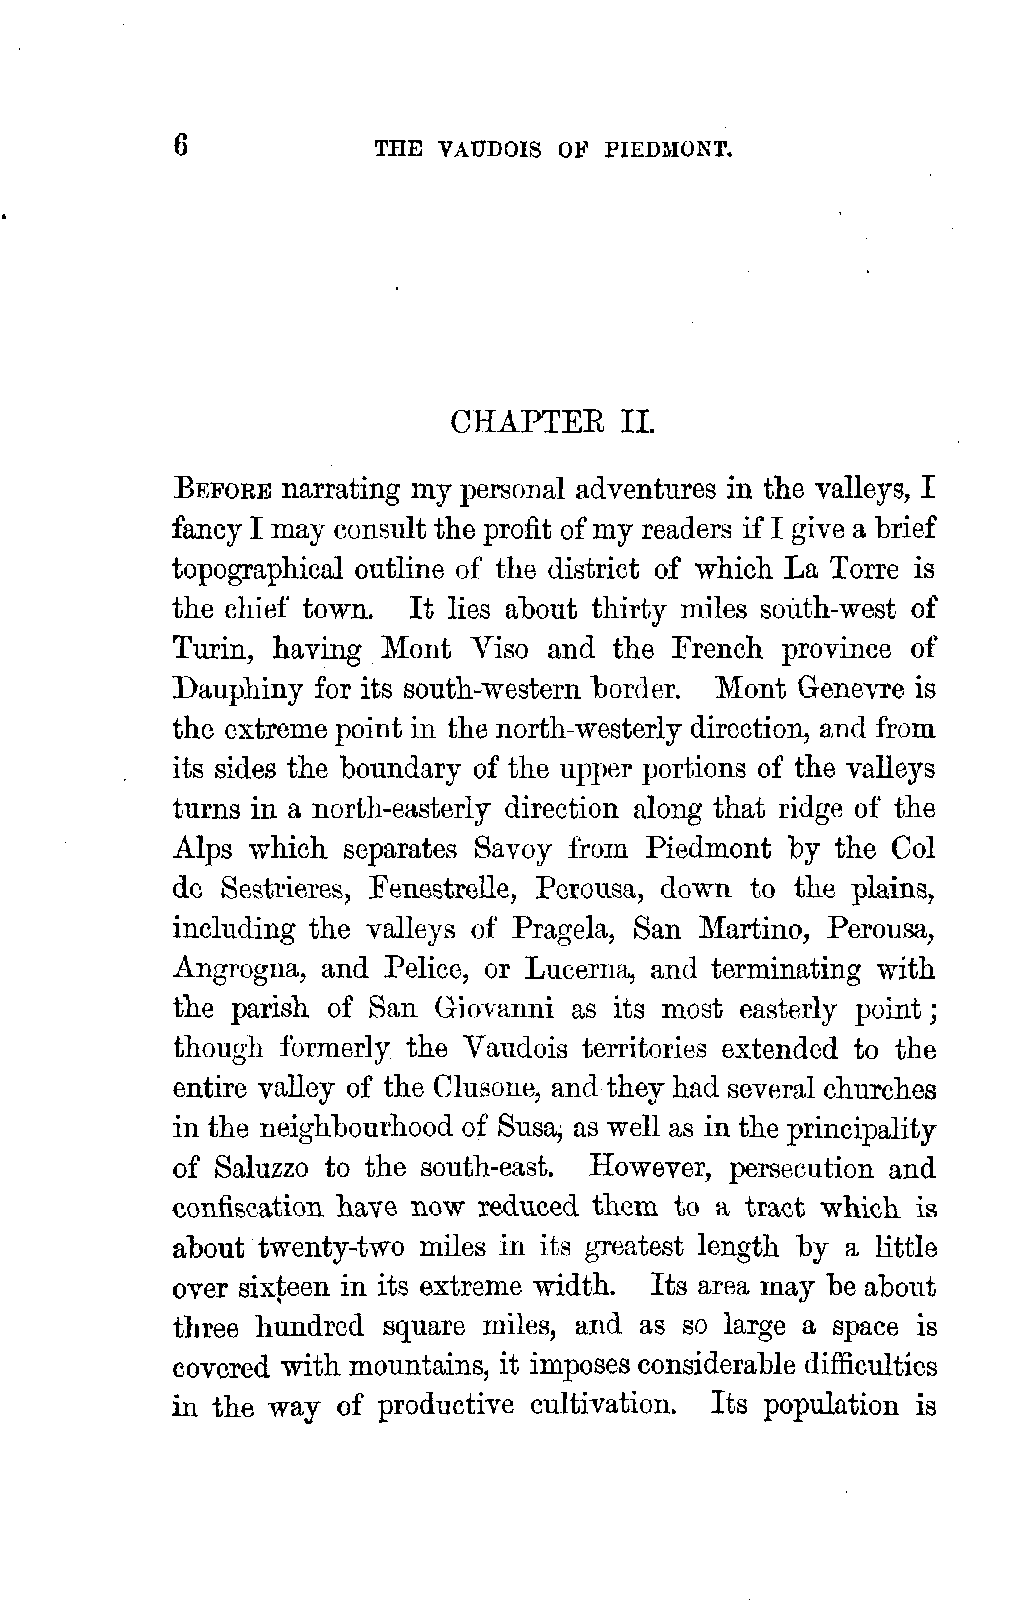 6 THE VAUDOIS OF PIEDMONT.
CHAPTER II.
BEFORE narrating my personal adventures in the valleys, I
fancy I may consult the profit of my readers if I give a brief
topographical outline of the district of which La Torre is
the chief town. It lies about thirty miles south-west of
Turin, having Mont Viso and the French province of
Dauphiny for its south-western border. Mont Genevre is
the extreme point in the north-westerly direction, and from
its sides the boundary of the upper portions of the valleys
turns in a north-easterly direction along that ridge of the
Alps which separates Savoy from Piedmont by the Col
de Sestrieres, Fenestrelle, Perousa, down to the plains,
including the valleys of Pragela, San Martino, Perousa,
Angrogna, and Pelice, or Lucerna, and terminating with
the parish of San Giovanni as its most easterly point;
though formerly the Vaudois territories extended to the
entire valley of the Clusone, and they had several churches
in the neighbourhood of Susa, as well as in the principality
of Saluzzo to the south-east. However, persecution and
confiscation have now reduced them to a tract which is
about twenty-two miles in its greatest length by a little
over sixteen in its extreme width. Its area may be about
three hundred square miles, and as so large a space is
covered with mountains, it imposes considerable difficulties
in the way of productive cultivation. Its population is